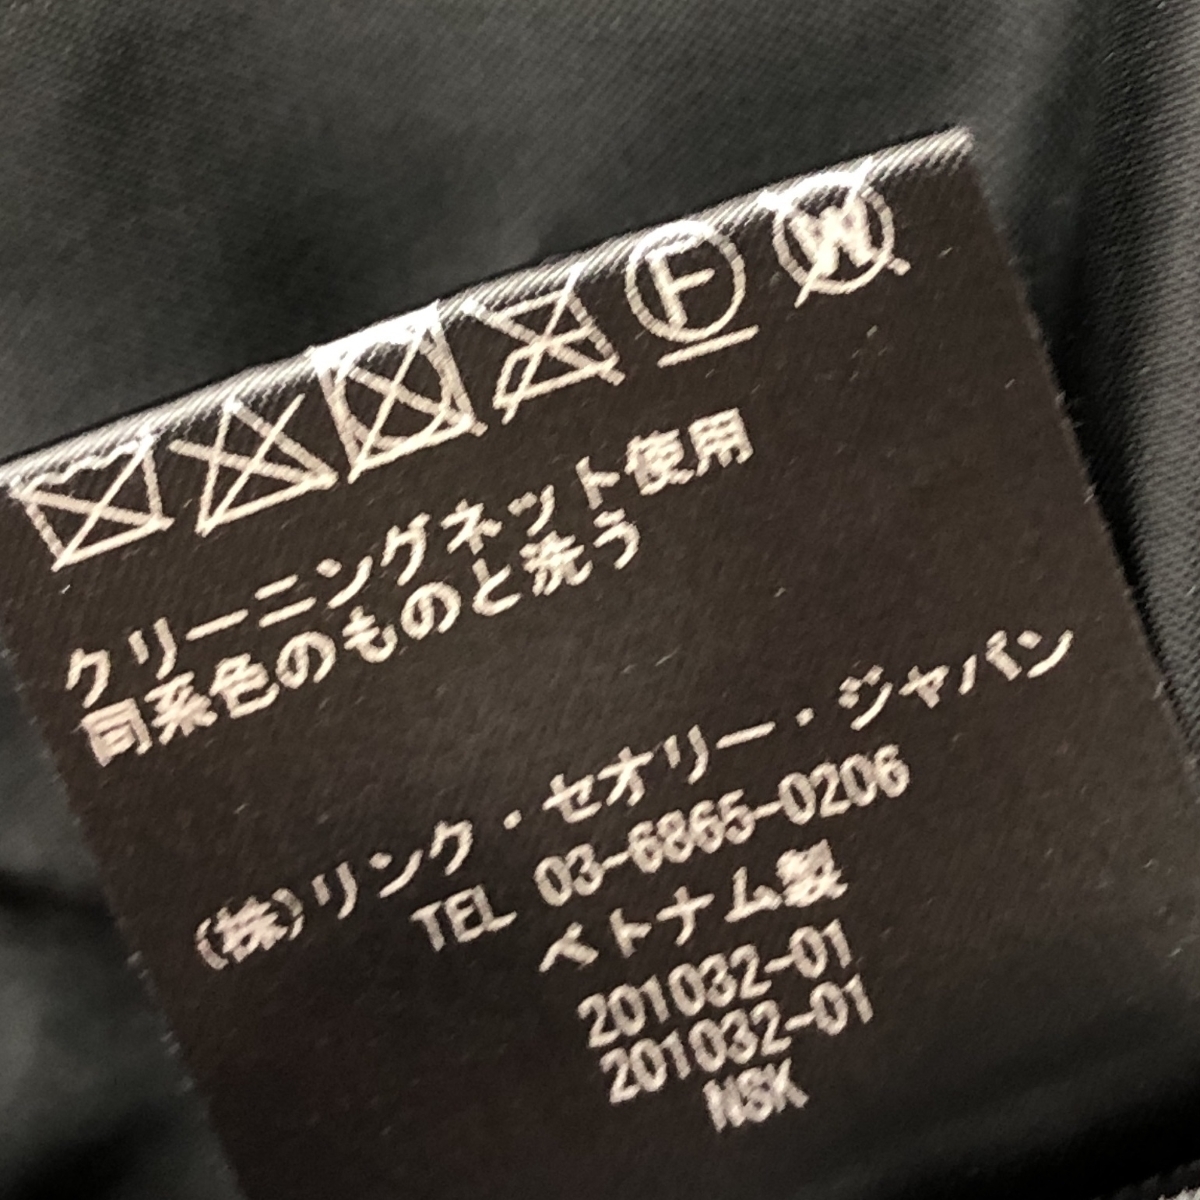 F W
クリーニングネット使用
同系色のものと洗う
(株)リンク・セオリー・ジャパン
TEL 03-6865-0206
ベトナム製
201032-01
201032-01
NSK